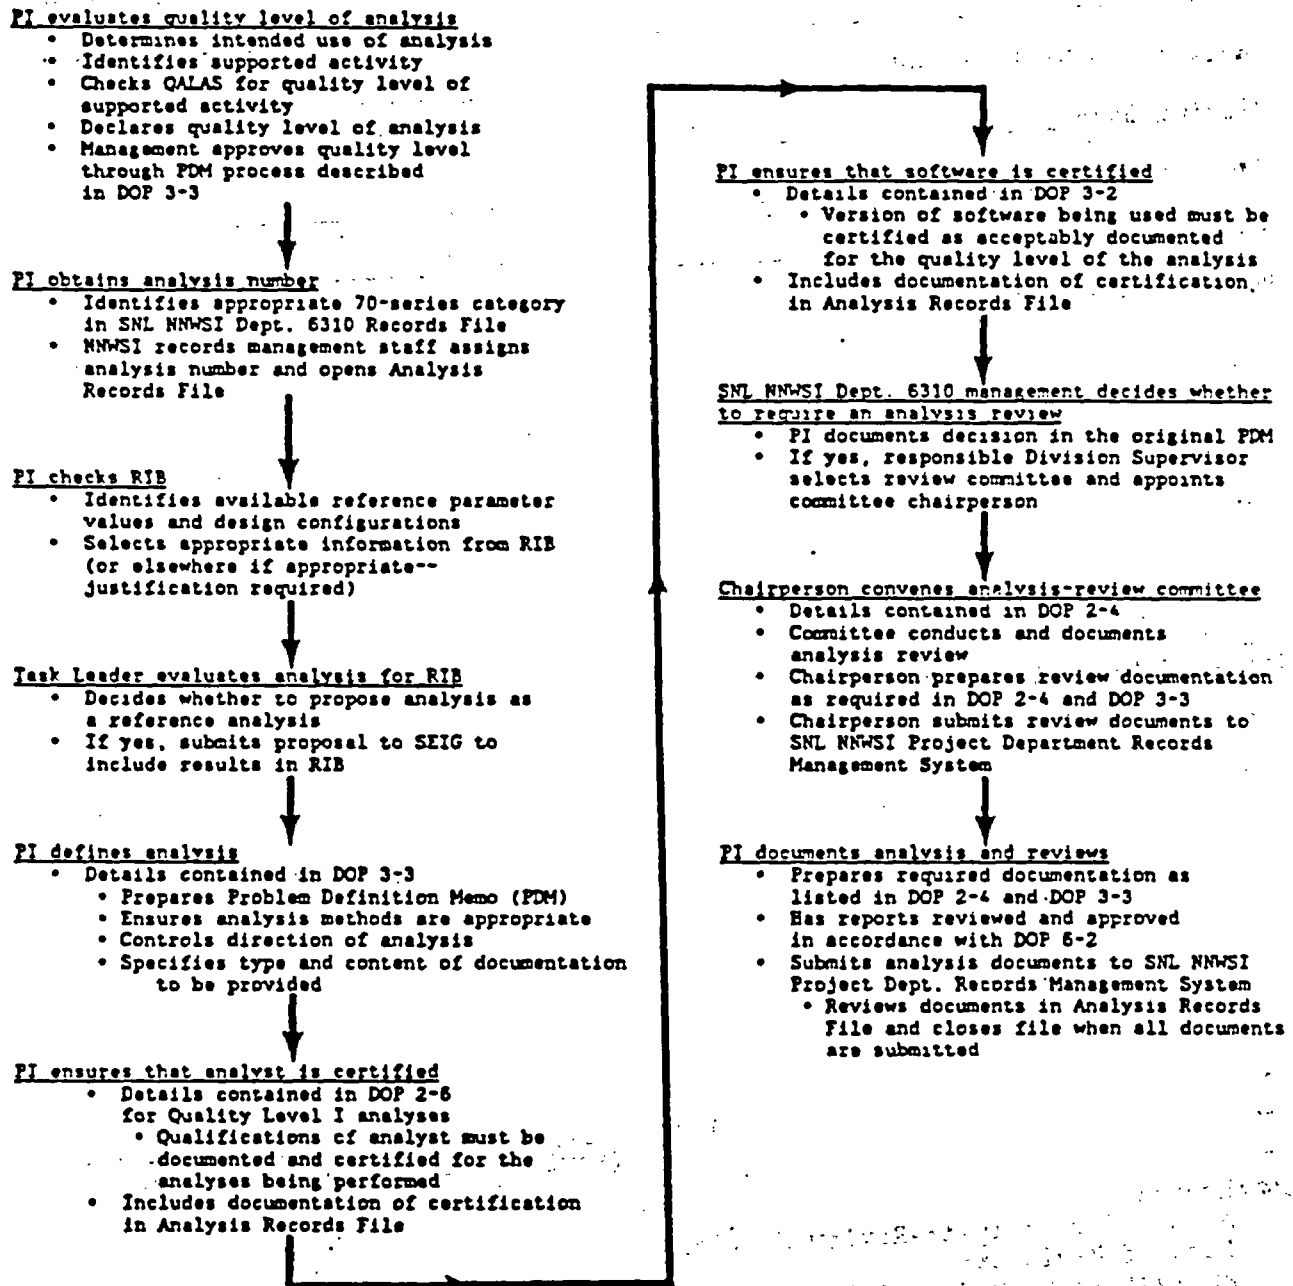 PI evaluates quality level of analysis
• Determines intended use of analysis
• Identifies supported activity
• Checks QALAS for quality level of
supported activity
• Declares quality level of analysis
• Management approves quality level
through PDM process described
in DOP 3-3
PI obtains analysis number
• Identifies appropriate 70-series category
in SNL NNWSI Dept. 6310 Records File
• NNWSI records management staff assigns
analysis number and opens Analysis
Records File
PI checks RIB
• Identifies available reference parameter
values and design configurations
• Selects appropriate information from RIB
(or elsewhere if appropriate--
justification required)
Task Leader evaluates analysis for RIB
• Decides whether to propose analysis as
a reference analysis
• If yes, submits proposal to SEIG to
include results in RIB
PI defines analysis
• Details contained in DOP 3-3
• Prepares Problem Definition Memo (PDM)
• Ensures analysis methods are appropriate
• Controls direction of analysis
• Specifies type and content of documentation
to be provided
PI ensures that analyst is certified
• Details contained in DOP 2-6
for Quality Level I analyses
• Qualifications of analyst must be
documented and certified for the
analyses being performed
• Includes documentation of certification
in Analysis Records File
PI ensures that software is certified
• Details contained in DOP 3-2
• Version of software being used must be
certified as acceptably documented
for the quality level of the analysis
• Includes documentation of certification
in Analysis Records File
SNL NNWSI Dept. 6310 management decides whether
to require an analysis review
• PI documents decision in the original PDM
• If yes, responsible Division Supervisor
selects review committee and appoints
committee chairperson
Chairperson convenes analysis-review committee
• Details contained in DOP 2-4
• Committee conducts and documents
analysis review
• Chairperson prepares review documentation
as required in DOP 2-4 and DOP 3-3
• Chairperson submits review documents to
SNL NNWSI Project Department Records
Management System
PI documents analysis and reviews
• Prepares required documentation as
listed in DOP 2-4 and DOP 3-3
• Has reports reviewed and approved
in accordance with DOP 6-2
• Submits analysis documents to SNL NNWSI
Project Dept. Records Management System
• Reviews documents in Analysis Records
File and closes file when all documents
are submitted